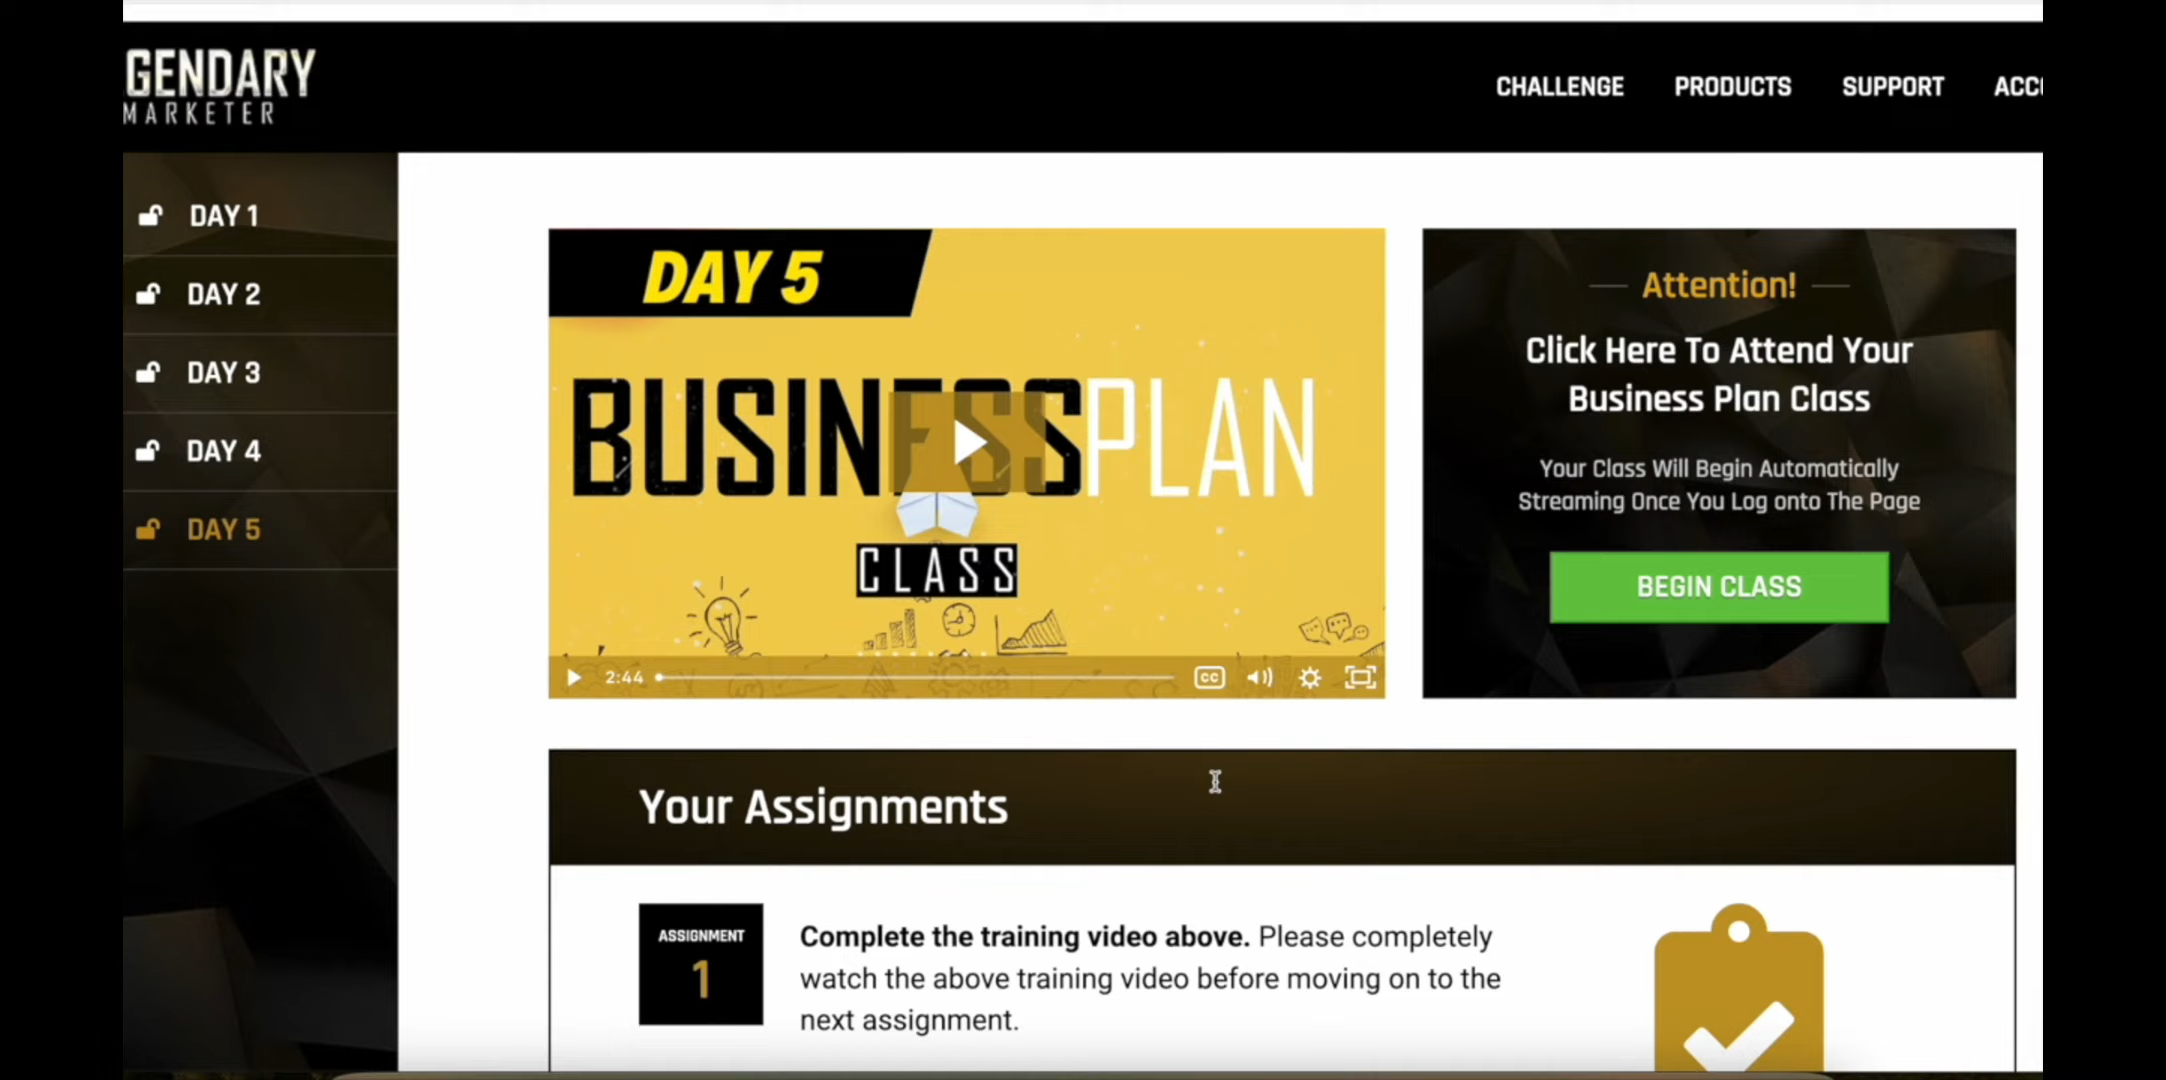 GENDARY
MARKETER
CHALLENGE PRODUCTS SUPPORT ACC
DAY 1
DAY 2
DAY 3
DAY 4
DAY 5
DAY 5
BUSINESSPLAN
CLASS
2:44
CC
Attention!
Click Here To Attend Your
Business Plan Class
Your Class Will Begin Automatically
Streaming Once You Log onto The Page
BEGIN CLASS
Your Assignments
ASSIGNMENT
1
Complete the training video above. Please completely
watch the above training video before moving on to the
next assignment.